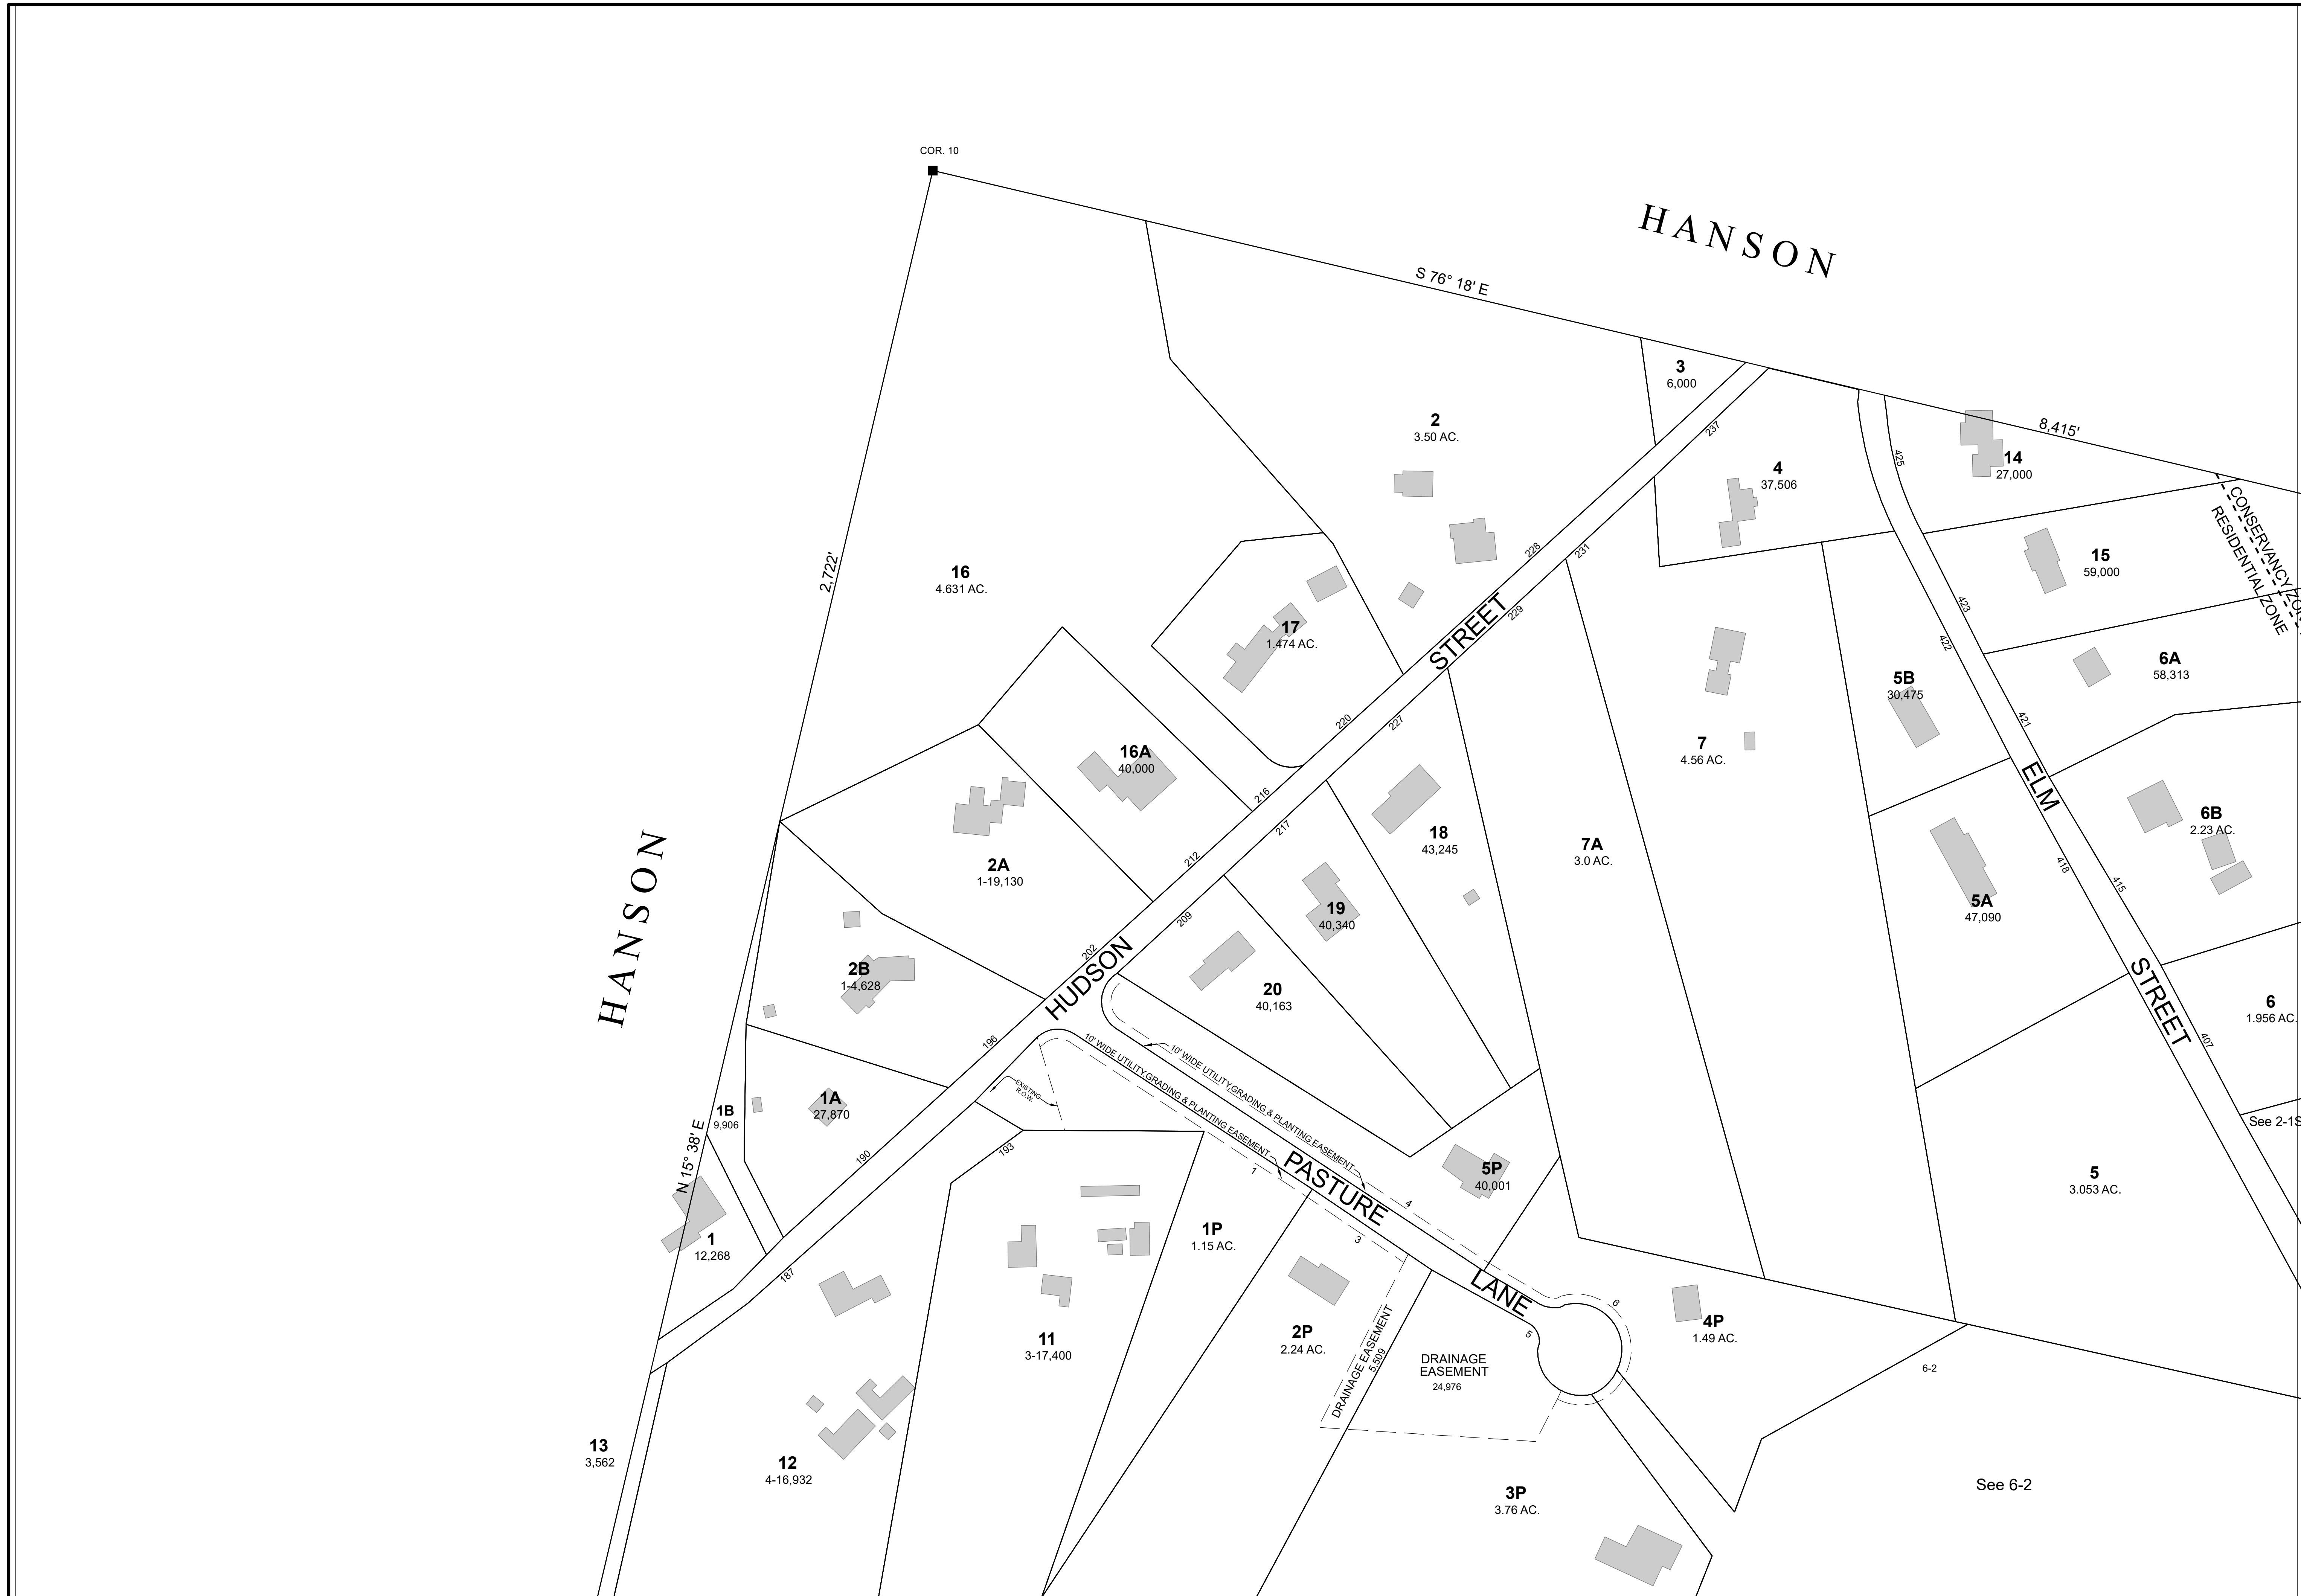 COR. 10
HANSON
S 76° 18' E
8,415'
2,722'
3
6,000
2
3.50 AC.
237
4
37,506
425
14
27,000
CONSERVANCY
RESIDENTIAL ZONE
15
59,000
16
4.631 AC.
228
231
17
1.474 AC.
STREET
229
423
422
6A
58,313
5B
30,475
220
227
421
7
4.56 AC.
16A
40,000
ELM
216
217
6B
2.23 AC.
18
43,245
7A
3.0 AC.
2A
1-19,130
212
418
415
HANSON
19
40,340
5A
47,090
209
202
HUDSON
2B
1-4,628
20
40,163
STREET
6
1.956 AC.
196
407
10' WIDE UTILITY,GRADING & PLANTING EASEMENT
10' WIDE UTILITY,GRADING & PLANTING EASEMENT
EXISTING
R.O.W.
1A
27,870
1B
9,906
See 2-1S
N 15° 38' E
190
193
1
PASTURE
5P
40,001
4
5
3.053 AC.
1P
1.15 AC.
3
1
12,268
187
LANE
6
5
4P
1.49 AC.
11
3-17,400
2P
2.24 AC.
DRAINAGE EASEMENT
5,509
DRAINAGE
EASEMENT
24,976
6-2
13
3,562
12
4-16,932
3P
3.76 AC.
See 6-2